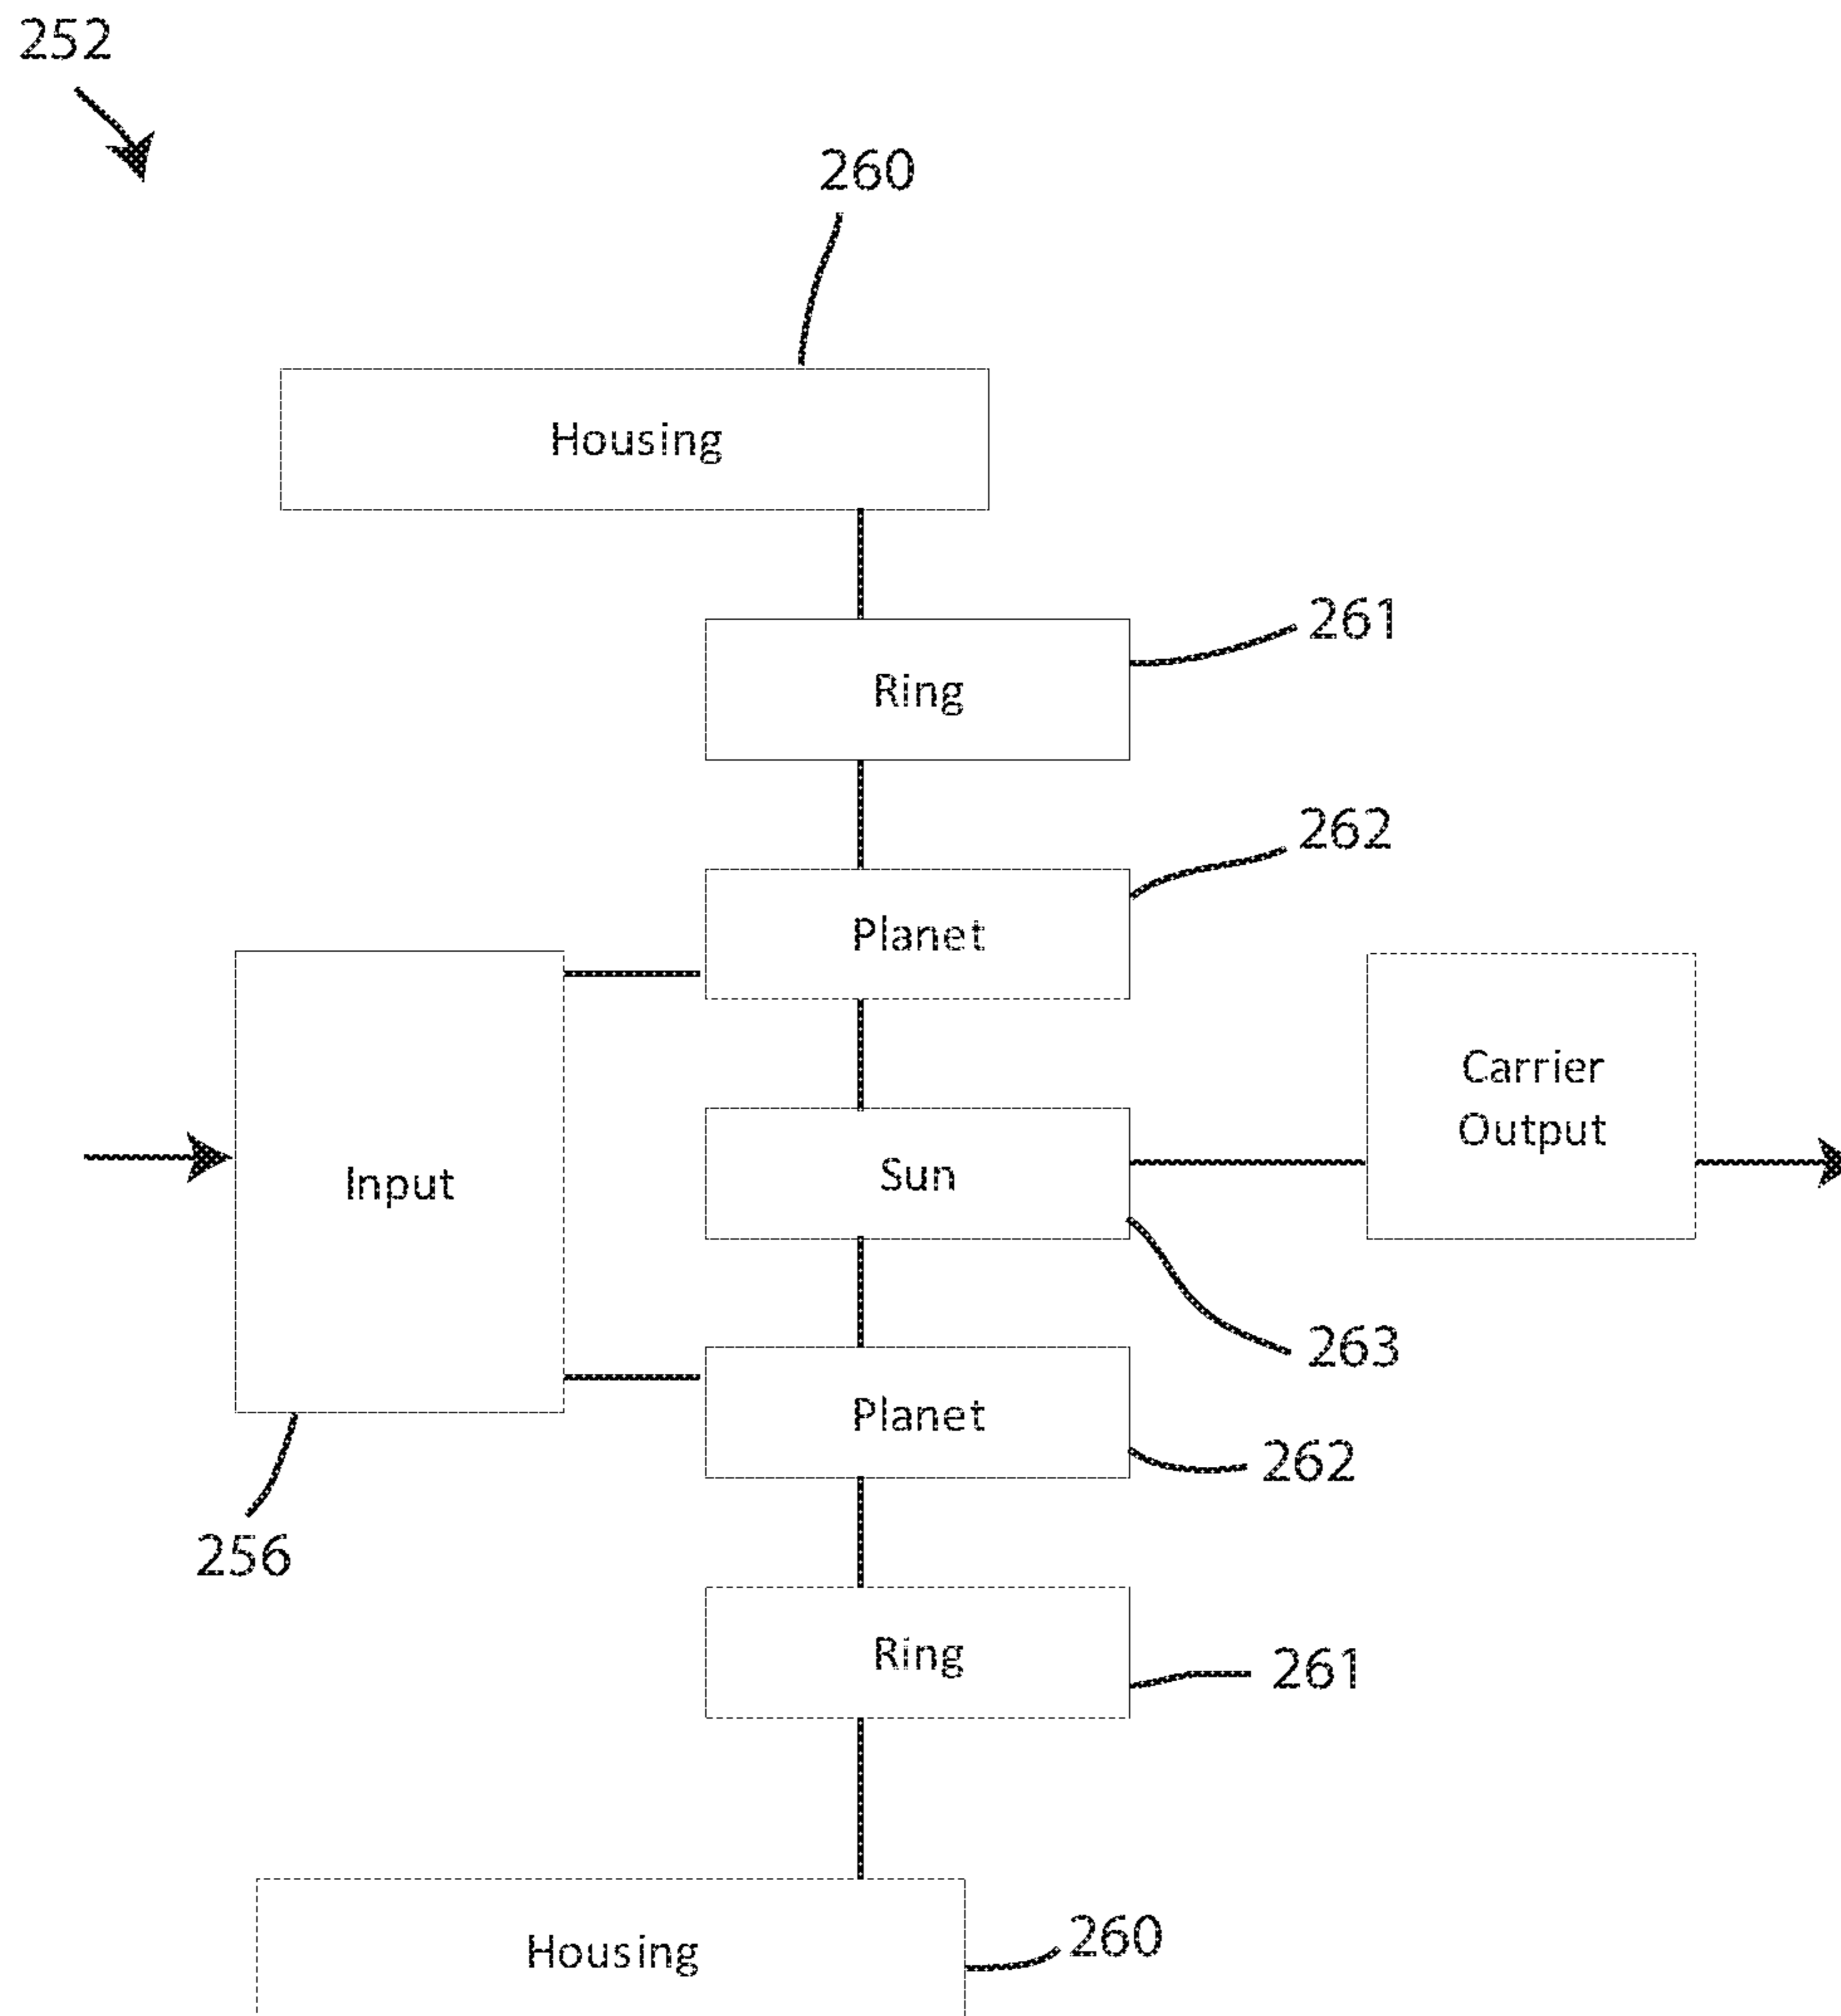 252
260
Housing
261
Ring
262
Planet
Carrier
Output
Input
Sun
263
Planet
262
256
Ring
261
Housing
260